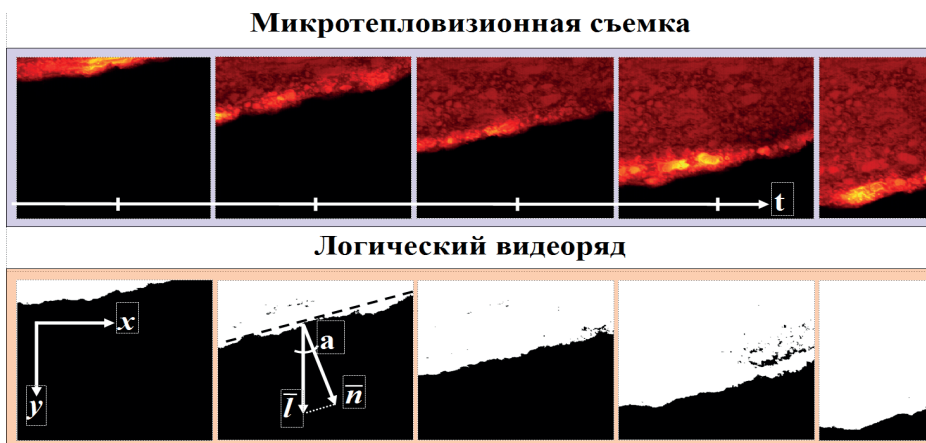 Микротепловизионная съемка
t
Логический видеоряд
x
y
a
l̅
n̅